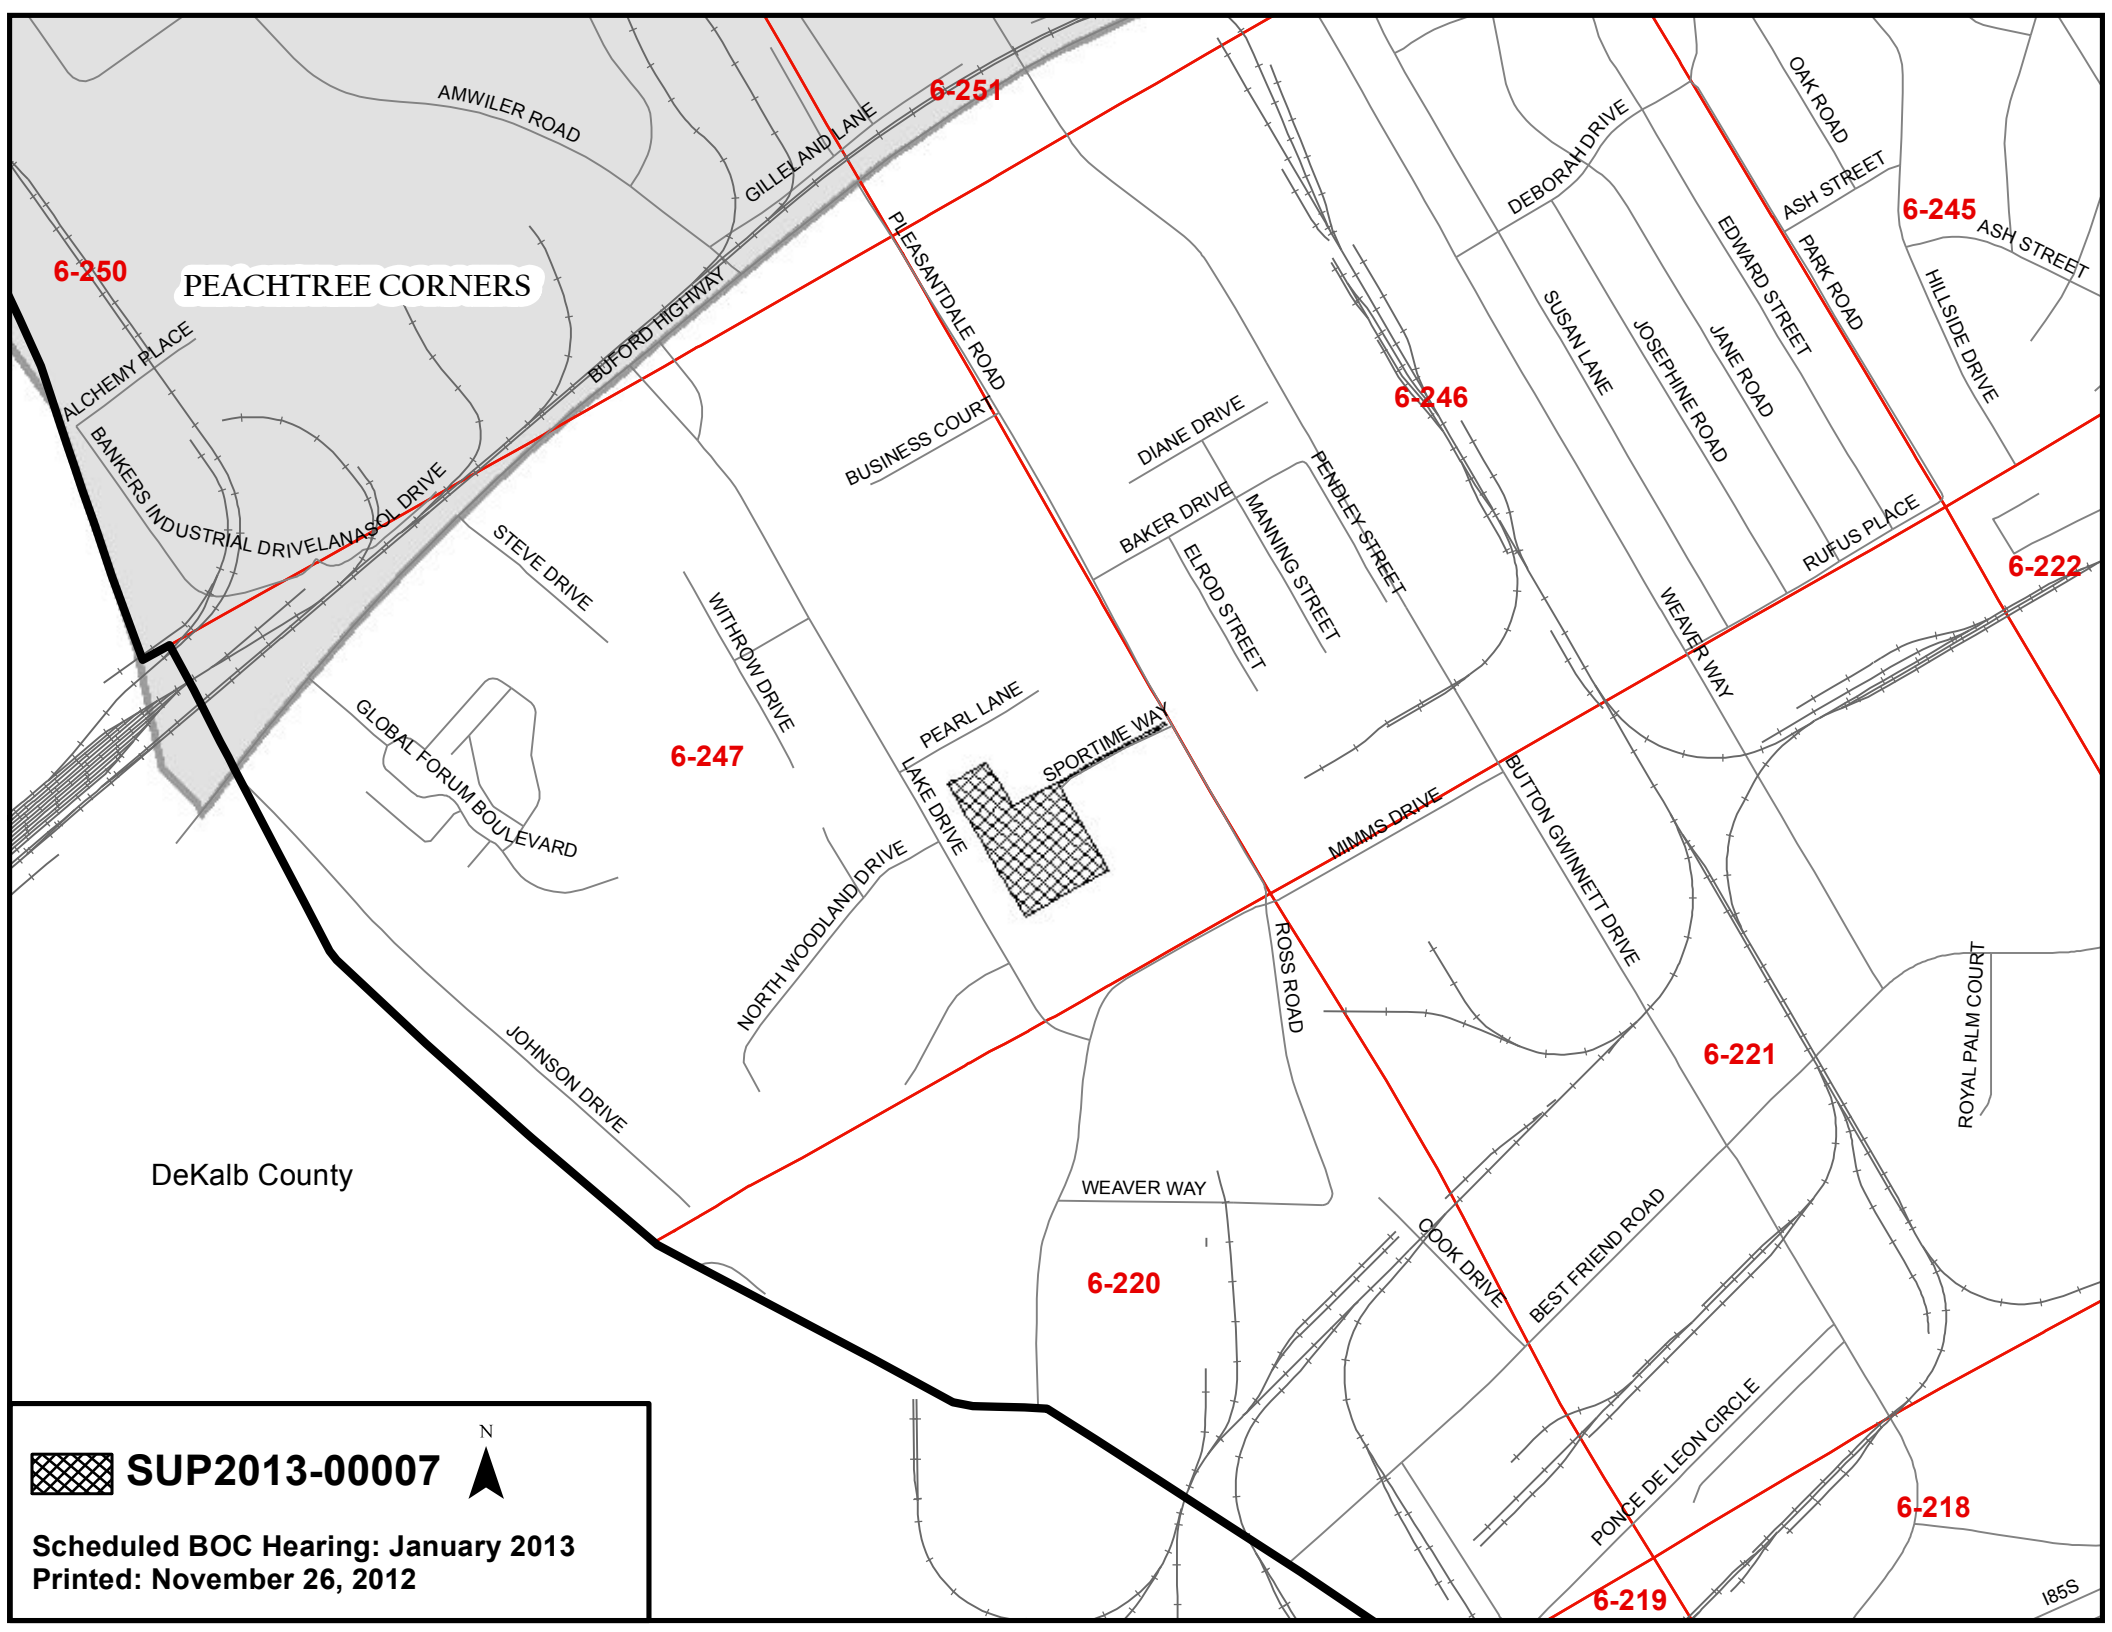 6-251
OAK ROAD
AMWILER ROAD
GILLELAND LANE
DEBORAH DRIVE
ASH STREET
6-245
ASH STREET
6-250
PEACHTREE CORNERS
PLEASANTDALE ROAD
EDWARD STREET
PARK ROAD
HILLSIDE DRIVE
BUFORD HIGHWAY
ALCHEMY PLACE
SUSAN LANE
JOSEPHINE ROAD
JANE ROAD
6-246
BUSINESS COURT
DIANE DRIVE
BANKERS INDUSTRIAL DRIVE
LANASOL DRIVE
PENDLEY STREET
BAKER DRIVE
MANNING STREET
STEVE DRIVE
ELROD STREET
RUFUS PLACE
6-222
WITHROW DRIVE
WEAVER WAY
PEARL LANE
GLOBAL FORUM BOULEVARD
6-247
SPORTIME WAY
LAKE DRIVE
MIMMS DRIVE
BUTTON GWINNETT DRIVE
NORTH WOODLAND DRIVE
ROSS ROAD
ROYAL PALM COURT
JOHNSON DRIVE
6-221
DeKalb County
WEAVER WAY
COOK DRIVE
BEST FRIEND ROAD
6-220
PONCE DE LEON CIRCLE
N
SUP2013-00007
6-218
Scheduled BOC Hearing: January 2013
Printed: November 26, 2012
6-219
I85S